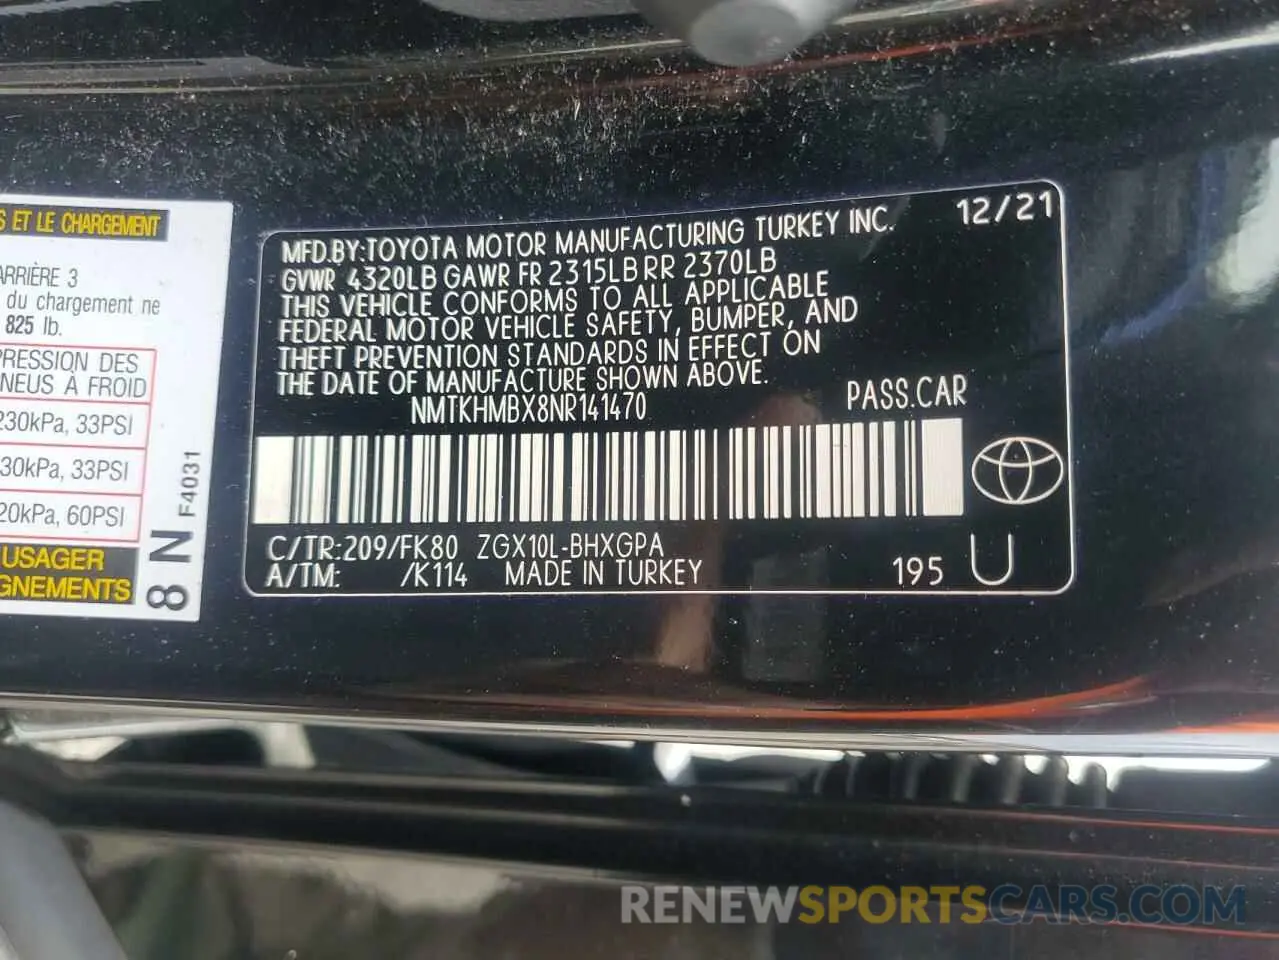 S ET LE CHARGEMENT
ARRIÈRE 3
du chargement ne
825 lb.
PRESSION DES
NEUS À FROID
230kPa, 33PSI
30kPa, 33PSI
20kPa, 60PSI
USAGER
GNEMENTS
8 N
F4031
12/21
MFD.BY:TOYOTA MOTOR MANUFACTURING TURKEY INC.
GVWR 4320LB GAWR FR 2315LB RR 2370LB
THIS VEHICLE CONFORMS TO ALL APPLICABLE
FEDERAL MOTOR VEHICLE SAFETY, BUMPER, AND
THEFT PREVENTION STANDARDS IN EFFECT ON
THE DATE OF MANUFACTURE SHOWN ABOVE.
NMTKHMBX8NR141470
PASS.CAR
C/TR:209/FK80 ZGX10L-BHXGPA
A/TM: /K114 MADE IN TURKEY
195 U
RENEWSPORTSCARS.COM